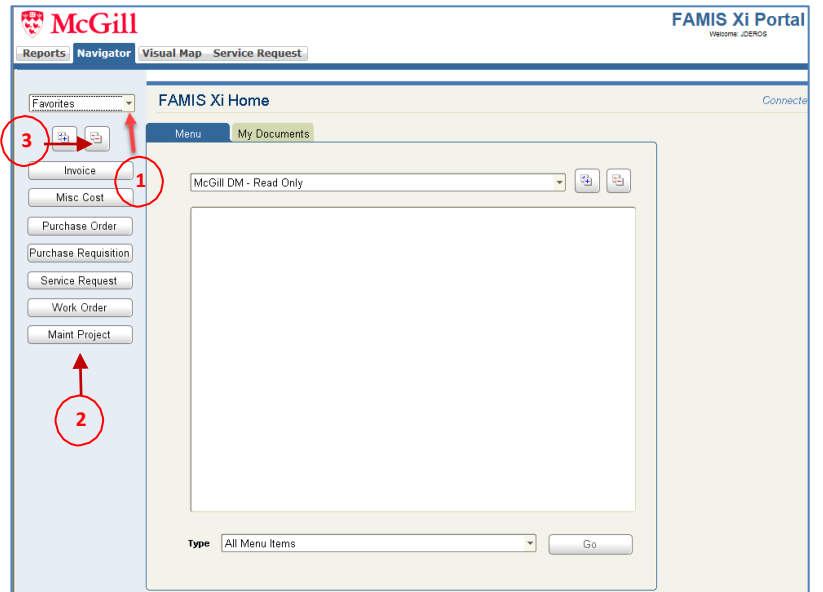 McGill
FAMIS Xi Portal
Welcome: JDEROS
Reports Navigator Visual Map Service Request
Favorites
FAMIS Xi Home
Connecte
3
Menu My Documents
Invoice
1
McGill DM - Read Only
Misc Cost
Purchase Order
Purchase Requisition
Service Request
Work Order
Maint Project
2
Type All Menu Items Go